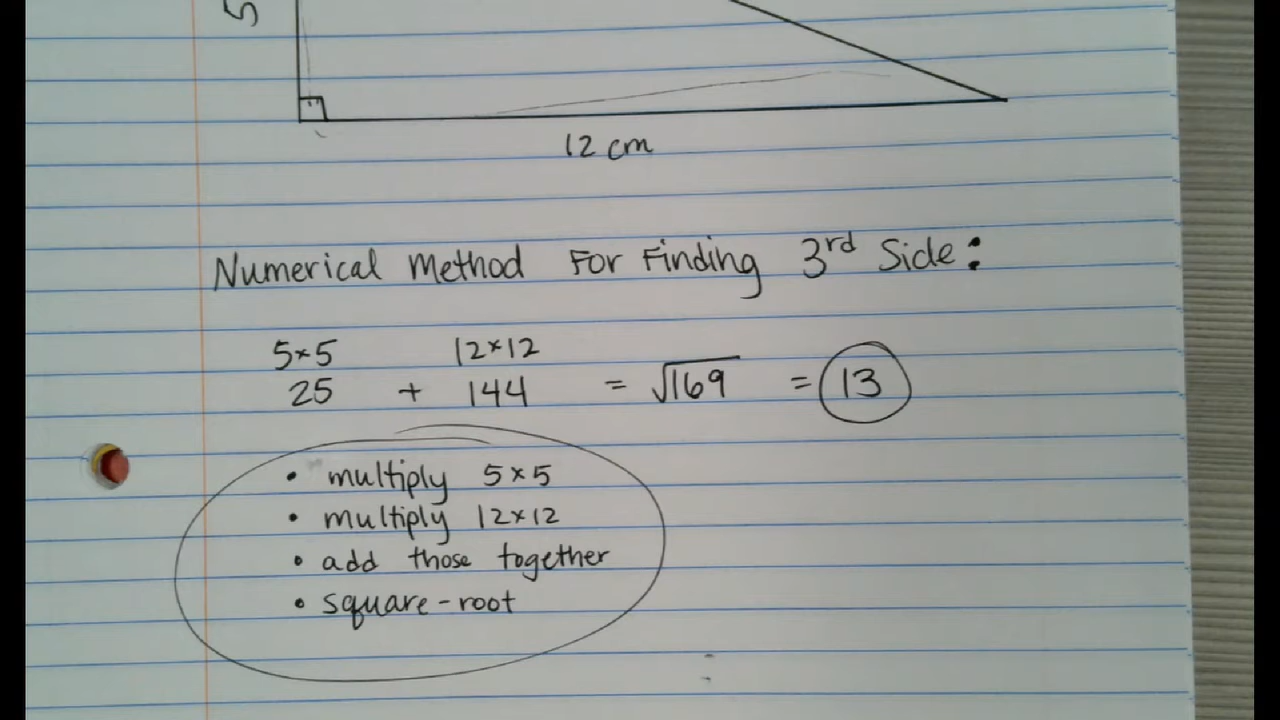 5
12 cm
Numerical Method For Finding 3rd Side:
5×5 12×12
25 + 144 = √169 = 13
• multiply 5×5
• multiply 12×12
• add those together
• square-root